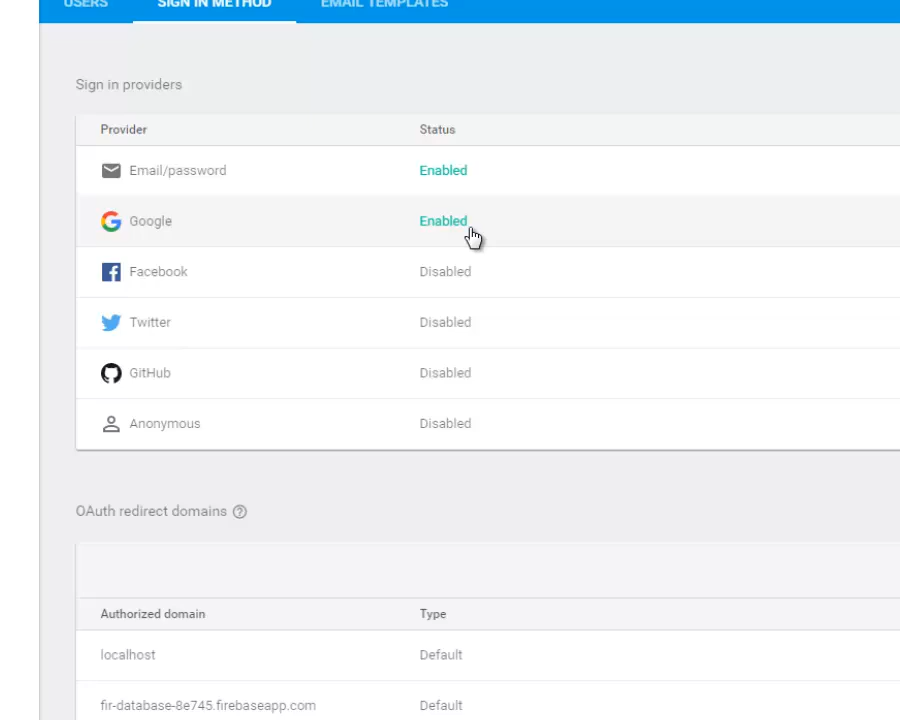 USERS SIGN IN METHOD EMAIL TEMPLATES
Sign in providers
Provider Status
Email/password Enabled
Google Enabled
Facebook Disabled
Twitter Disabled
GitHub Disabled
Anonymous Disabled
OAuth redirect domains ?
Authorized domain Type
localhost Default
fir-database-8e745.firebaseapp.com Default